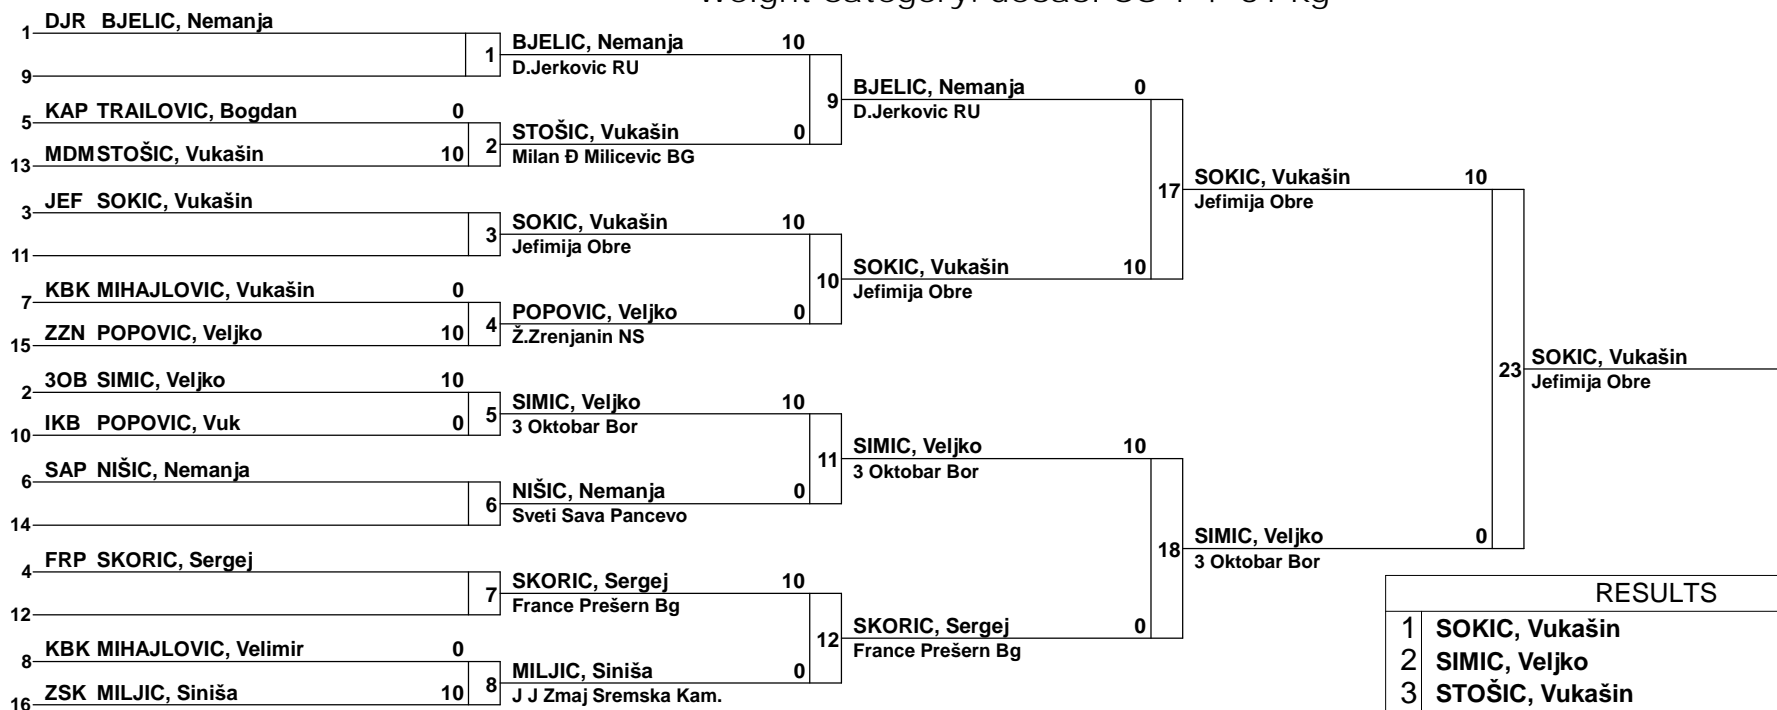 1 DJR BJELIC, Nemanja
9
1 BJELIC, Nemanja 10
D.Jerkovic RU
5 KAP TRAILOVIC, Bogdan 0
13 MDM STOŠIC, Vukašin 10
2 STOŠIC, Vukašin 0
Milan Đ Milicevic BG
9 BJELIC, Nemanja 0
D.Jerkovic RU
3 JEF SOKIC, Vukašin
11
3 SOKIC, Vukašin 10
Jefimija Obre
7 KBK MIHAJLOVIC, Vukašin 0
15 ZZN POPOVIC, Veljko 10
4 POPOVIC, Veljko 0
Ž.Zrenjanin NS
10 SOKIC, Vukašin 10
Jefimija Obre
17 SOKIC, Vukašin 10
Jefimija Obre
2 3OB SIMIC, Veljko 10
10 IKB POPOVIC, Vuk 0
5 SIMIC, Veljko 10
3 Oktobar Bor
6 SAP NIŠIC, Nemanja
14
6 NIŠIC, Nemanja 0
Sveti Sava Pancevo
11 SIMIC, Veljko 10
3 Oktobar Bor
4 FRP SKORIC, Sergej
12
7 SKORIC, Sergej 10
France Prešern Bg
8 KBK MIHAJLOVIC, Velimir 0
16 ZSK MILJIC, Siniša 10
8 MILJIC, Siniša 0
J J Zmaj Sremska Kam.
12 SKORIC, Sergej 0
France Prešern Bg
18 SIMIC, Veljko 0
3 Oktobar Bor
23 SOKIC, Vukašin
Jefimija Obre
RESULTS
1 SOKIC, Vukašin
2 SIMIC, Veljko
3 STOŠIC, Vukašin